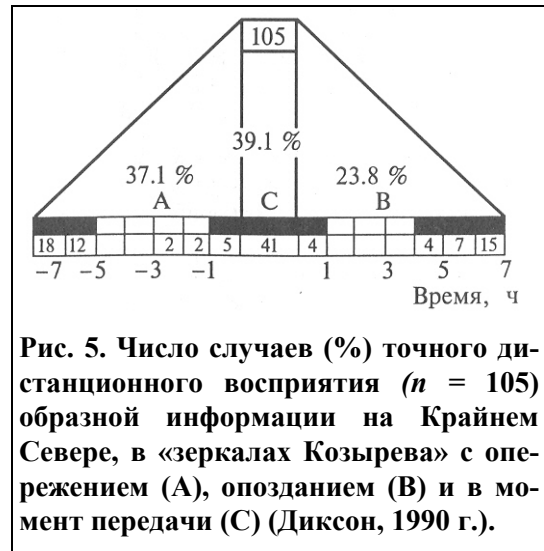 105
39.1 %
37.1 % 23.8 %
A C B
18 12 2 2 5 41 4 4 7 15
−7 −5 −3 −1 1 3 5 7
Время, ч
Рис. 5. Число случаев (%) точного ди-
станционного восприятия (n = 105)
образной информации на Крайнем
Севере, в «зеркалах Козырева» с опе-
режением (А), опозданием (В) и в мо-
мент передачи (С) (Диксон, 1990 г.).